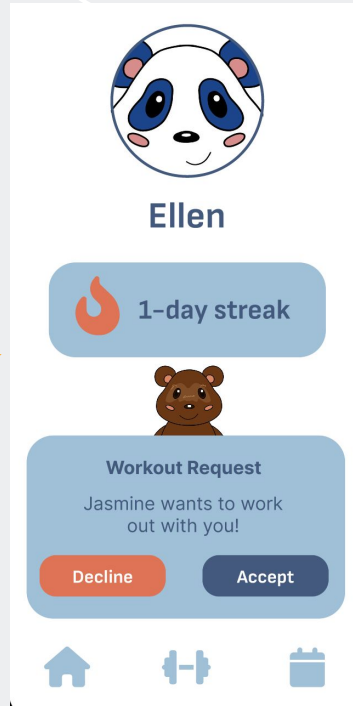 Ellen
1-day streak
Workout Request
Jasmine wants to work
out with you!
Decline
Accept